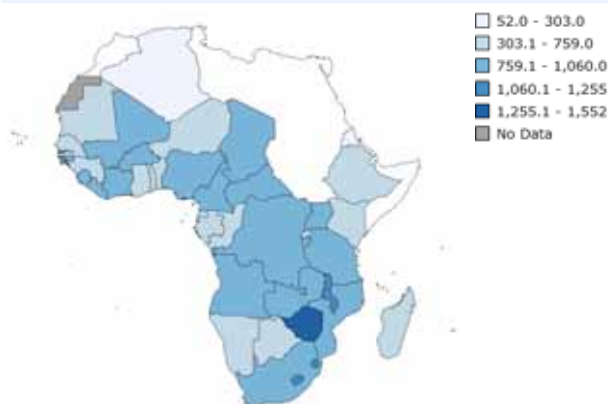 52.0 - 303.0
303.1 - 759.0
759.1 - 1,060.0
1,060.1 - 1,255
1,255.1 - 1,552
No Data